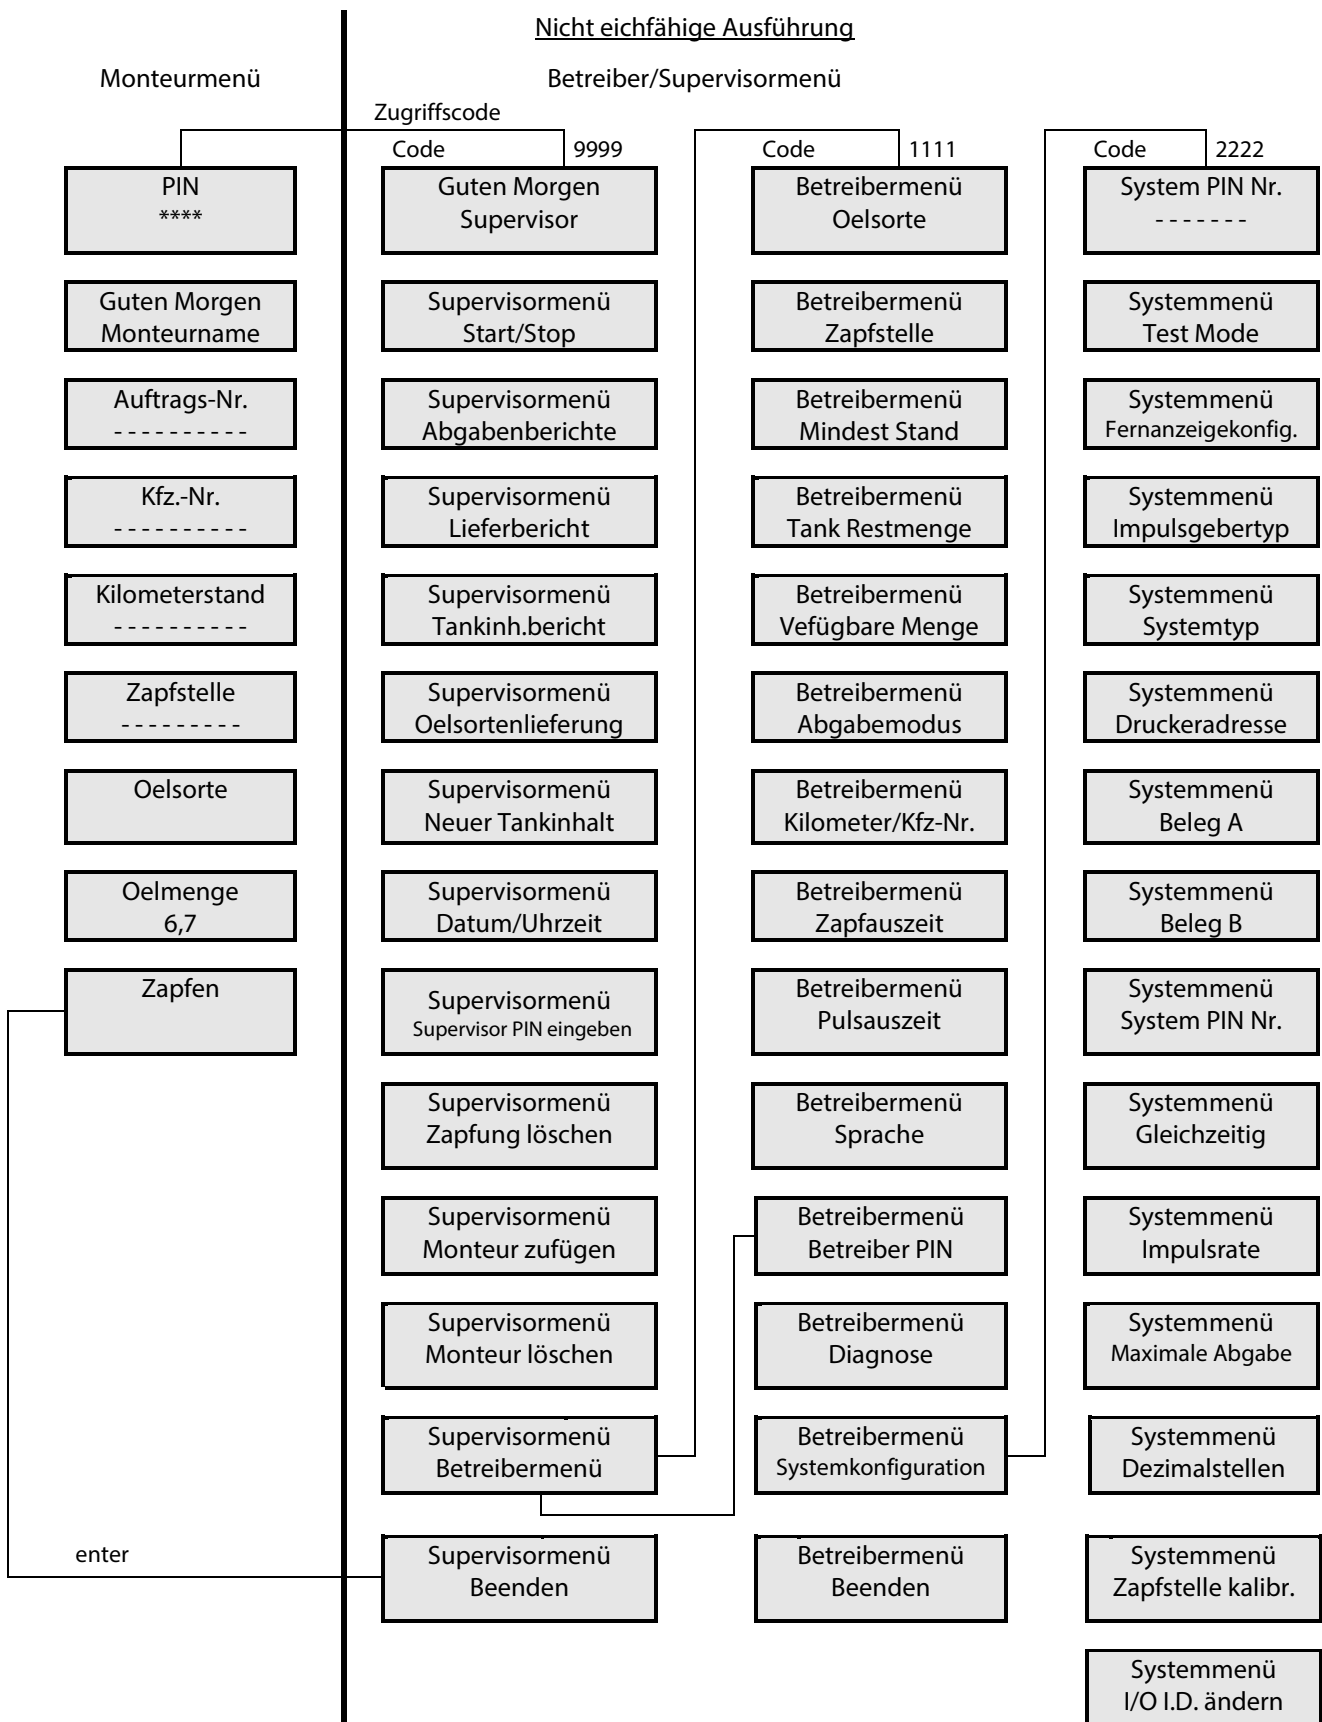 Nicht eichfähige Ausführung
Monteurmenü
Betreiber/Supervisormenü
Zugriffscode
PIN
****
Guten Morgen
Monteurname
Auftrags-Nr.
- - - - - - - - - -
Kfz.-Nr.
- - - - - - - - - -
Kilometerstand
- - - - - - - - - -
Zapfstelle
- - - - - - - - -
Oelsorte
Oelmenge
6,7
Zapfen
enter
Code 9999
Guten Morgen
Supervisor
Supervisormenü
Start/Stop
Supervisormenü
Abgabenberichte
Supervisormenü
Lieferbericht
Supervisormenü
Tankinh.bericht
Supervisormenü
Oelsortenlieferung
Supervisormenü
Neuer Tankinhalt
Supervisormenü
Datum/Uhrzeit
Supervisormenü
Supervisor PIN eingeben
Supervisormenü
Zapfung löschen
Supervisormenü
Monteur zufügen
Supervisormenü
Monteur löschen
Supervisormenü
Betreibermenü
Supervisormenü
Beenden
Code 1111
Betreibermenü
Oelsorte
Betreibermenü
Zapfstelle
Betreibermenü
Mindest Stand
Betreibermenü
Tank Restmenge
Betreibermenü
Vefügbare Menge
Betreibermenü
Abgabemodus
Betreibermenü
Kilometer/Kfz-Nr.
Betreibermenü
Zapfauszeit
Betreibermenü
Pulsauszeit
Betreibermenü
Sprache
Betreibermenü
Betreiber PIN
Betreibermenü
Diagnose
Betreibermenü
Systemkonfiguration
Betreibermenü
Beenden
Code 2222
System PIN Nr.
- - - - - - -
Systemmenü
Test Mode
Systemmenü
Fernanzeigekonfig.
Systemmenü
Impulsgebertyp
Systemmenü
Systemtyp
Systemmenü
Druckeradresse
Systemmenü
Beleg A
Systemmenü
Beleg B
Systemmenü
System PIN Nr.
Systemmenü
Gleichzeitig
Systemmenü
Impulsrate
Systemmenü
Maximale Abgabe
Systemmenü
Dezimalstellen
Systemmenü
Zapfstelle kalibr.
Systemmenü
I/O I.D. ändern